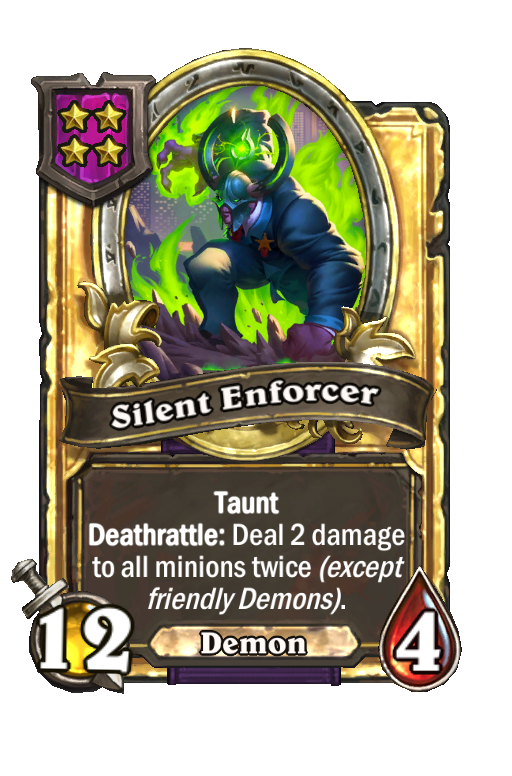 Silent Enforcer
Taunt
Deathrattle: Deal 2 damage
to all minions twice (except
friendly Demons).
12
Demon
4